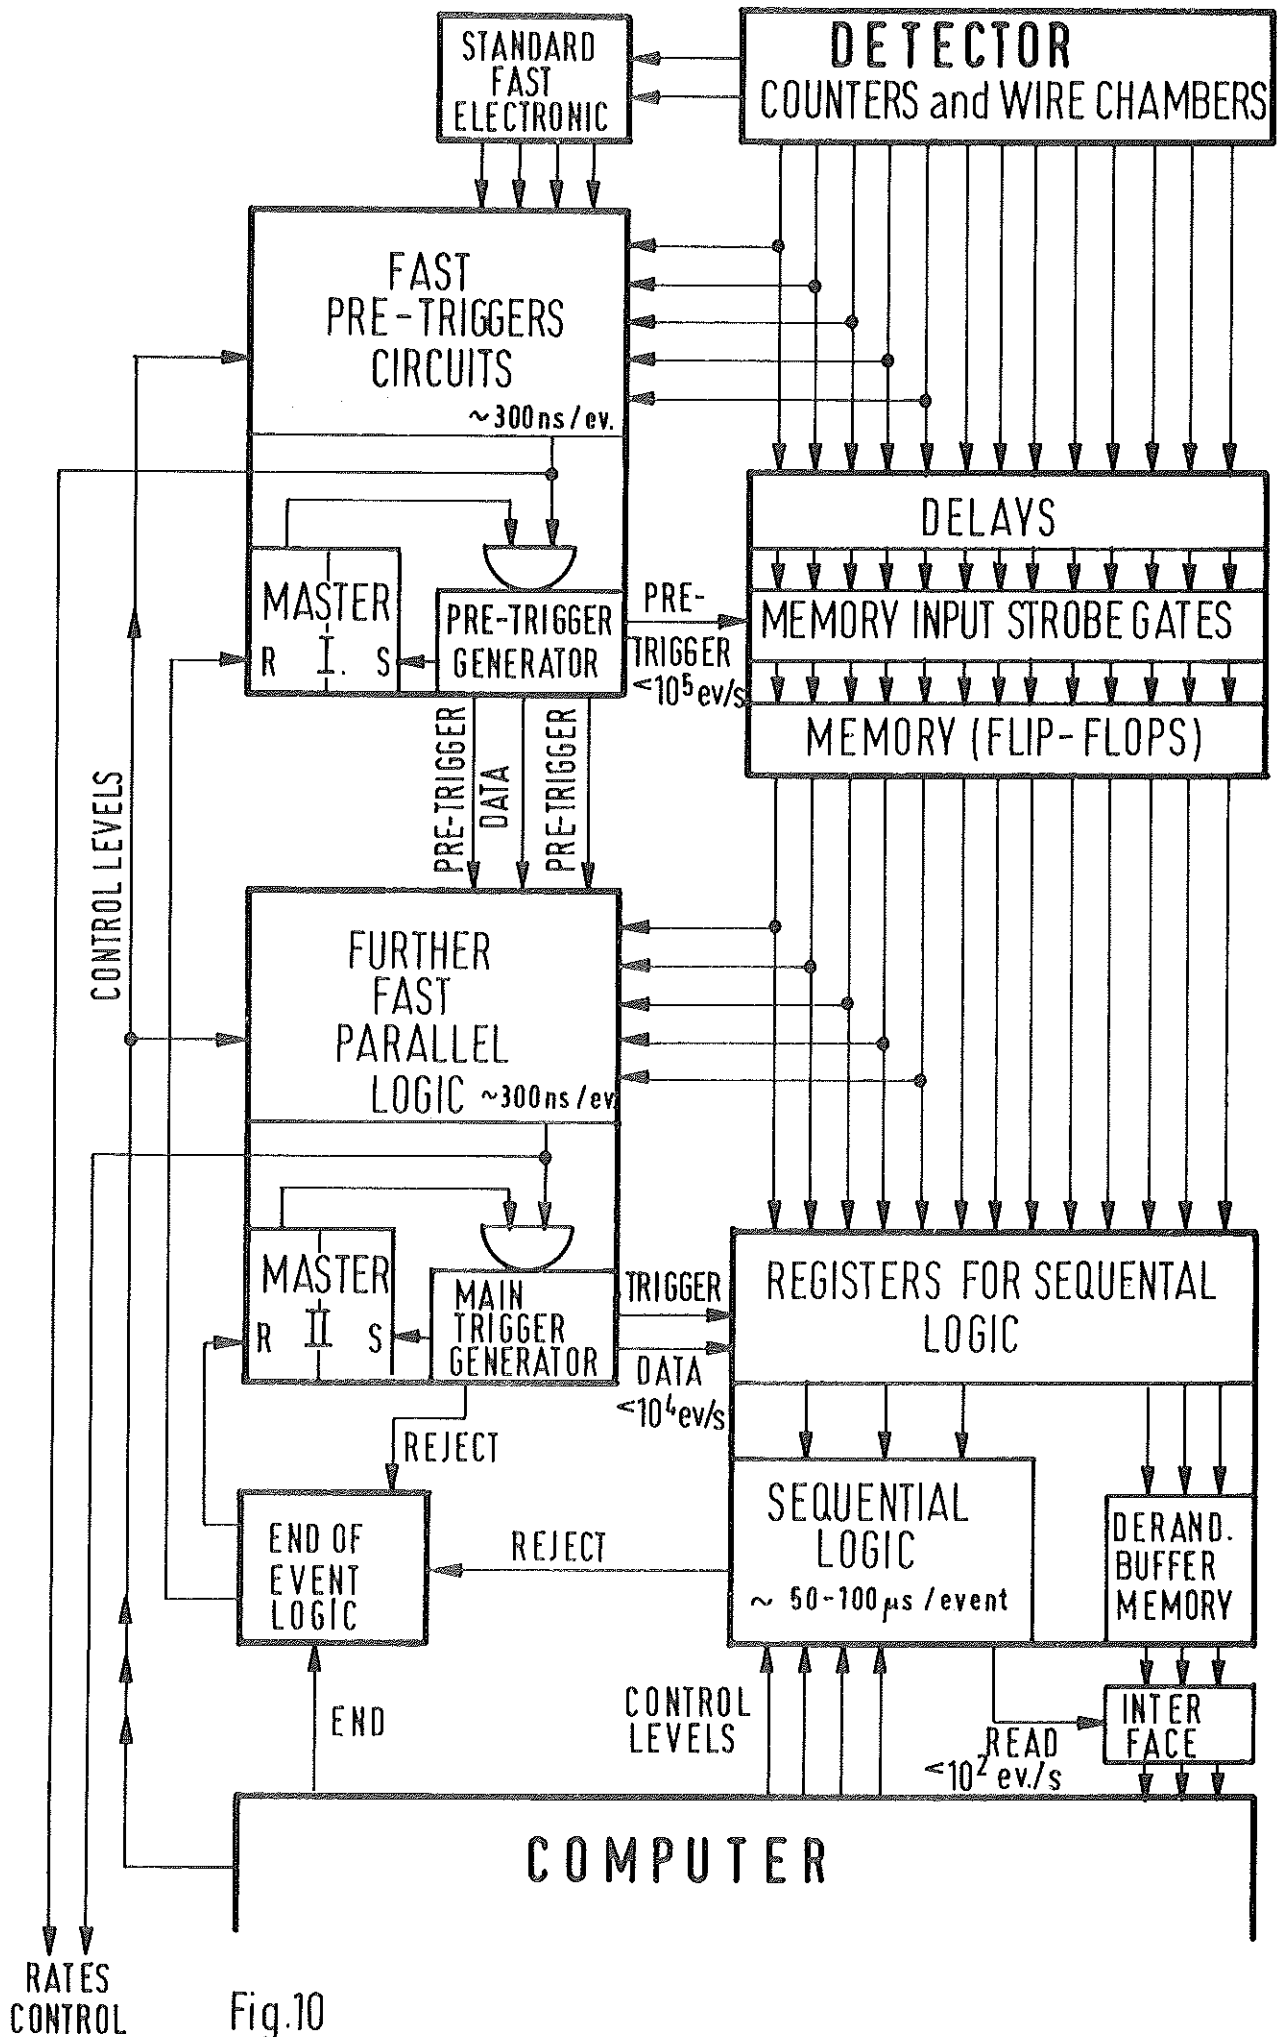 STANDARD
FAST
ELECTRONIC
DETECTOR
COUNTERS and WIRE CHAMBERS
FAST
PRE-TRIGGERS
CIRCUITS
~300ns/ev.
DELAYS
MASTER
I.
R
S
PRE-TRIGGER
GENERATOR
PRE-
TRIGGER
<10⁵ev/s
MEMORY INPUT STROBE GATES
MEMORY (FLIP-FLOPS)
PRE-TRIGGER
DATA
PRE-TRIGGER
CONTROL LEVELS
FURTHER
FAST
PARALLEL
LOGIC ~300ns/ev.
MASTER
II
R
S
MAIN
TRIGGER
GENERATOR
TRIGGER
DATA
<10⁴ev/s
REGISTERS FOR SEQUENTAL
LOGIC
REJECT
END OF
EVENT
LOGIC
REJECT
SEQUENTIAL
LOGIC
~ 50-100µs/event
DERAND.
BUFFER
MEMORY
END
CONTROL
LEVELS
READ
<10² ev./s
INTER
FACE
COMPUTER
RATES
CONTROL
Fig.10